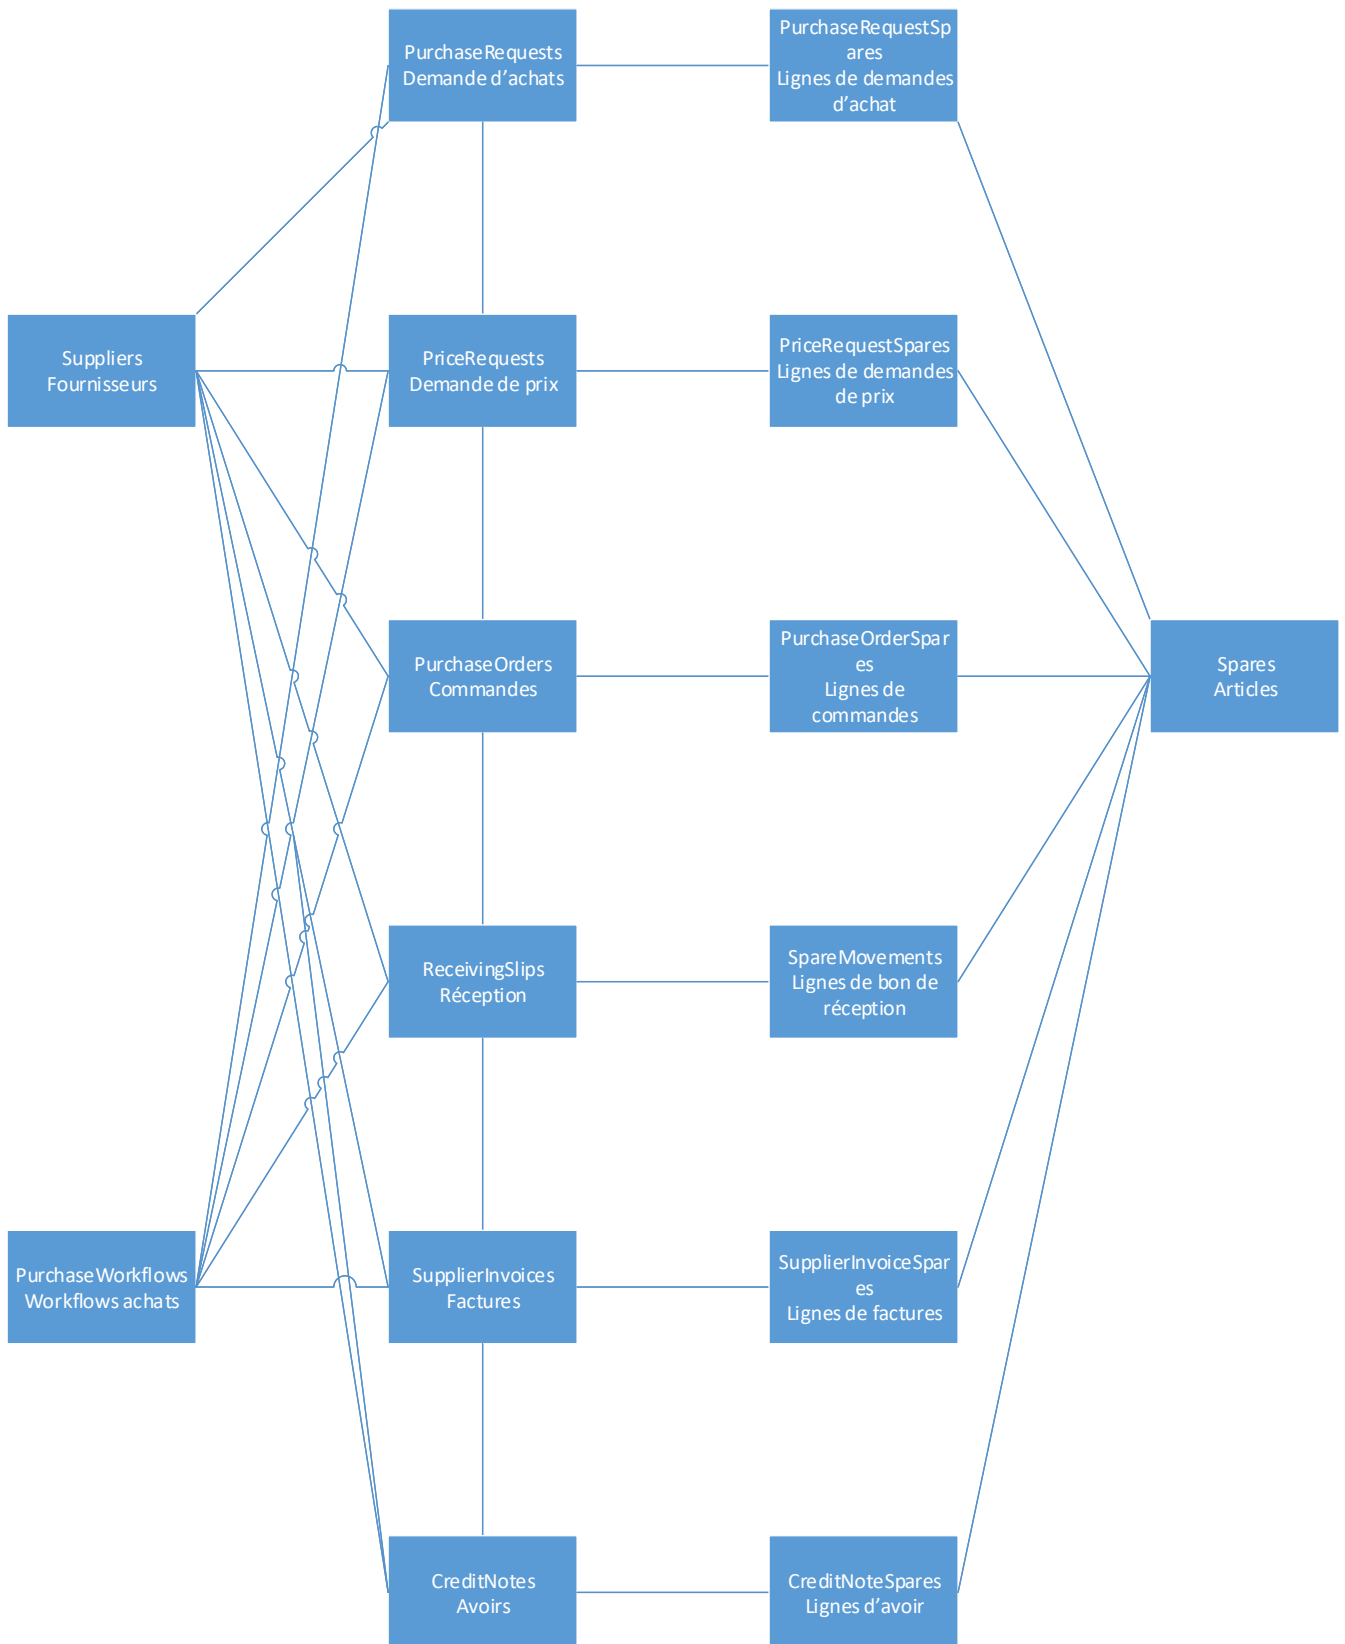 PurchaseRequests
Demande d'achats
PurchaseRequestSp
ares
Lignes de demandes
d'achat
Suppliers
Fournisseurs
PriceRequests
Demande de prix
PriceRequestSpares
Lignes de demandes
de prix
PurchaseOrders
Commandes
PurchaseOrderSpar
es
Lignes de
commandes
Spares
Articles
ReceivingSlips
Réception
SpareMovements
Lignes de bon de
réception
PurchaseWorkflows
Workflows achats
SupplierInvoices
Factures
SupplierInvoiceSpar
es
Lignes de factures
CreditNotes
Avoirs
CreditNoteSpares
Lignes d'avoir